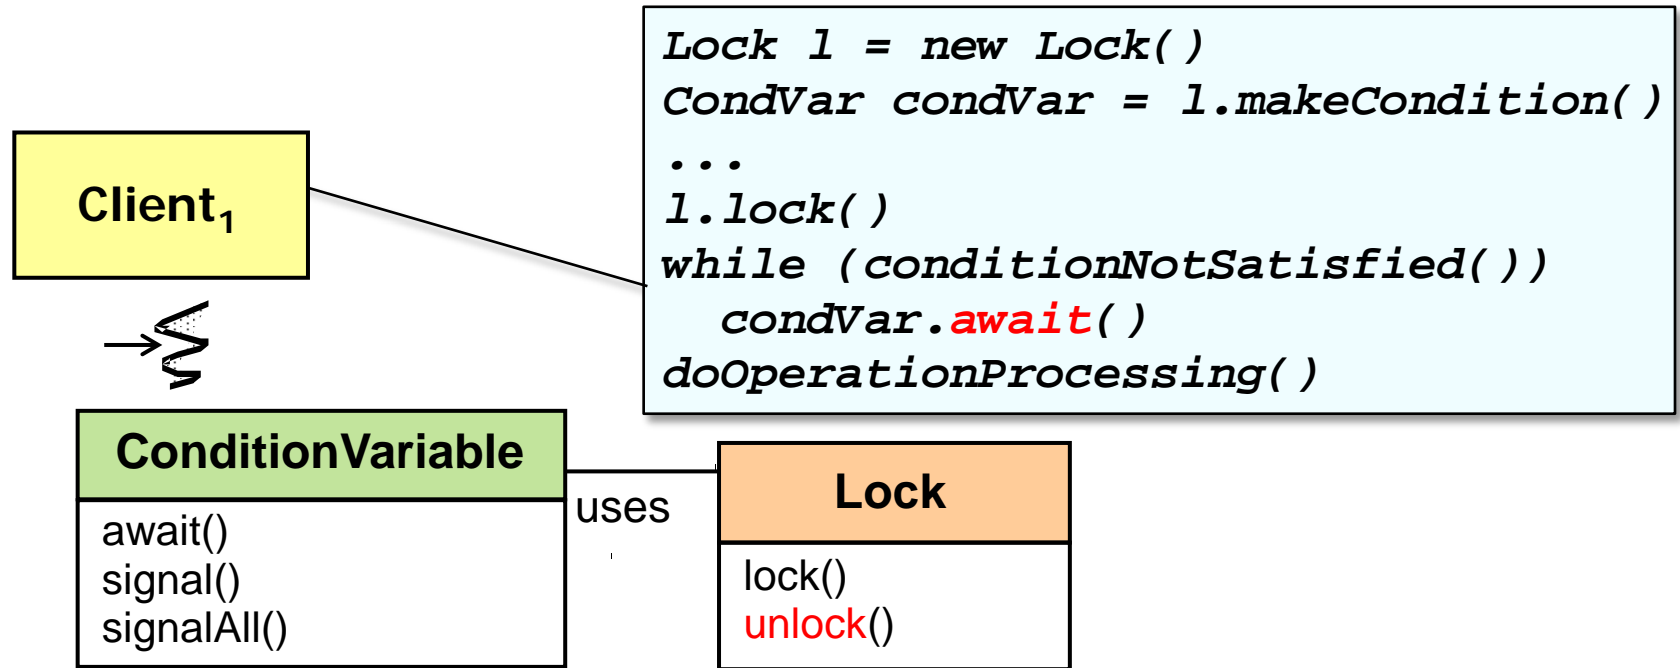 Lock l = new Lock()
CondVar condVar = l.makeCondition()
...
l.lock()
while (conditionNotSatisfied())
  condVar.await()
doOperationProcessing()
Client₁
ConditionVariable
await()
signal()
signalAll()
uses
Lock
lock()
unlock()